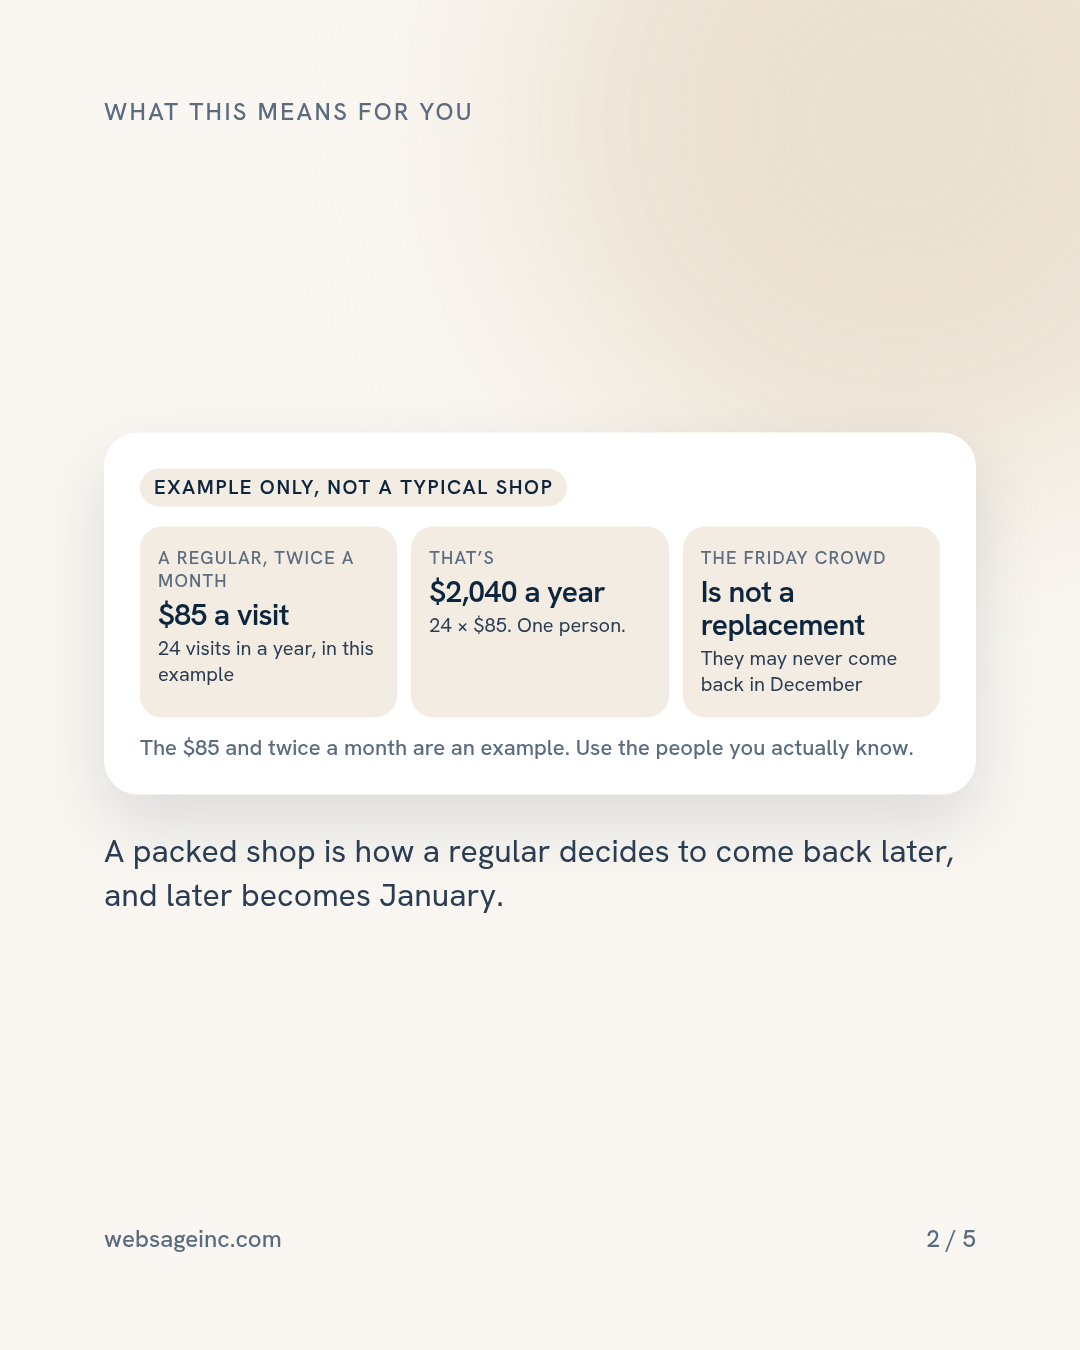 WHAT THIS MEANS FOR YOU
EXAMPLE ONLY, NOT A TYPICAL SHOP
A REGULAR, TWICE A
MONTH
$85 a visit
24 visits in a year, in this
example
THAT’S
$2,040 a year
24 × $85. One person.
THE FRIDAY CROWD
Is not a
replacement
They may never come
back in December
The $85 and twice a month are an example. Use the people you actually know.
A packed shop is how a regular decides to come back later,
and later becomes January.
websageinc.com
2 / 5